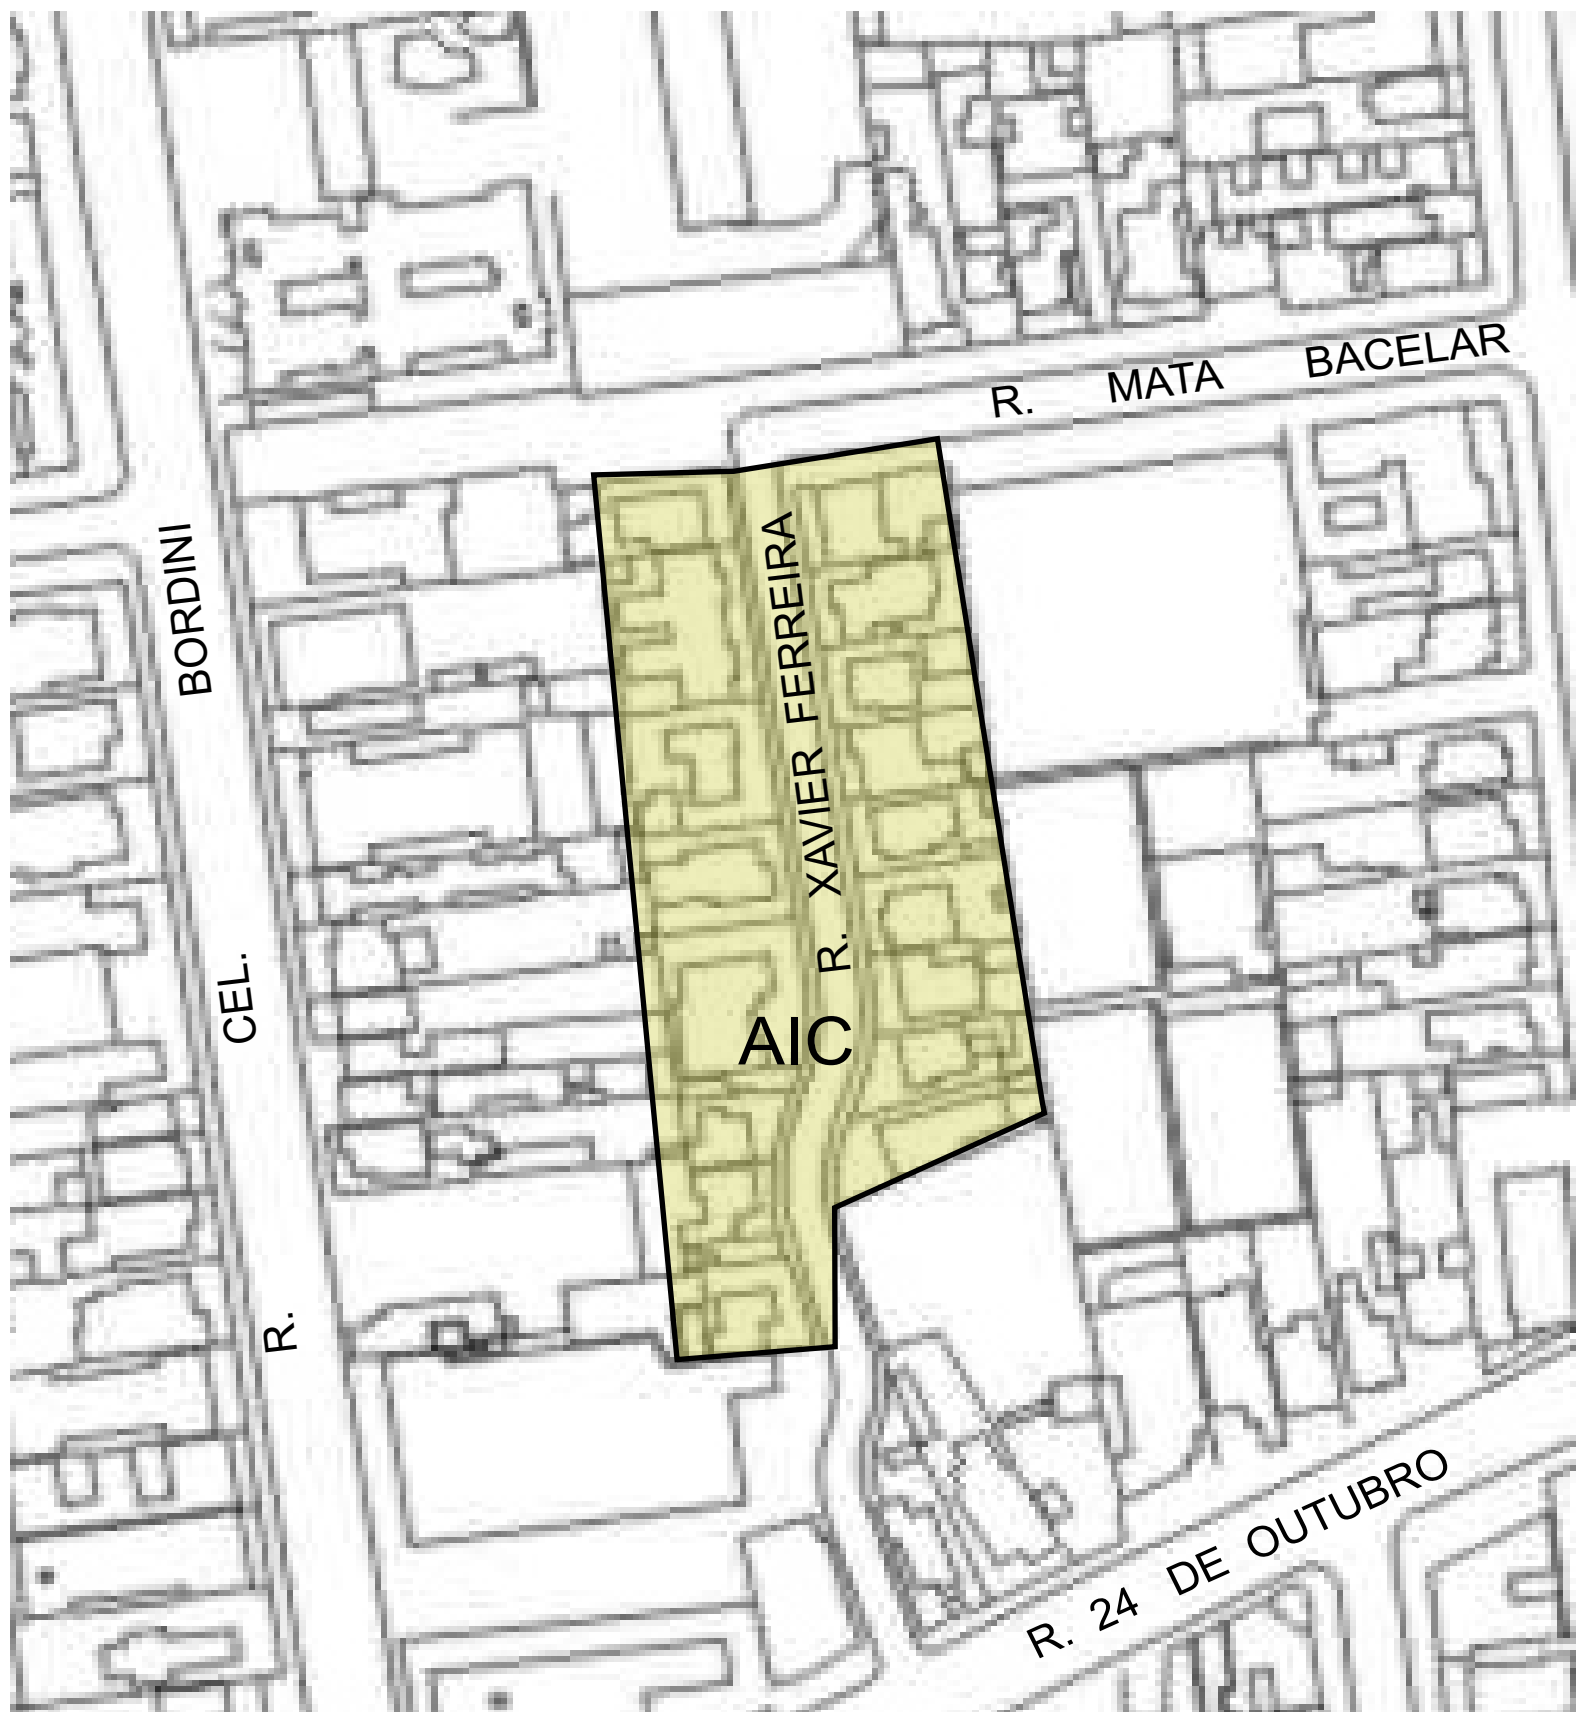 R. MATA BACELAR
R. XAVIER FERREIRA
R. CEL. BORDINI
AIC
R. 24 DE OUTUBRO